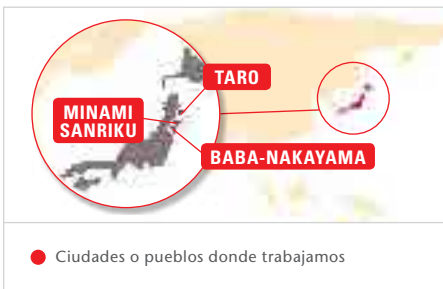 TARO
MINAMI
SANRIKU
BABA-NAKAYAMA
Ciudades o pueblos donde trabajamos